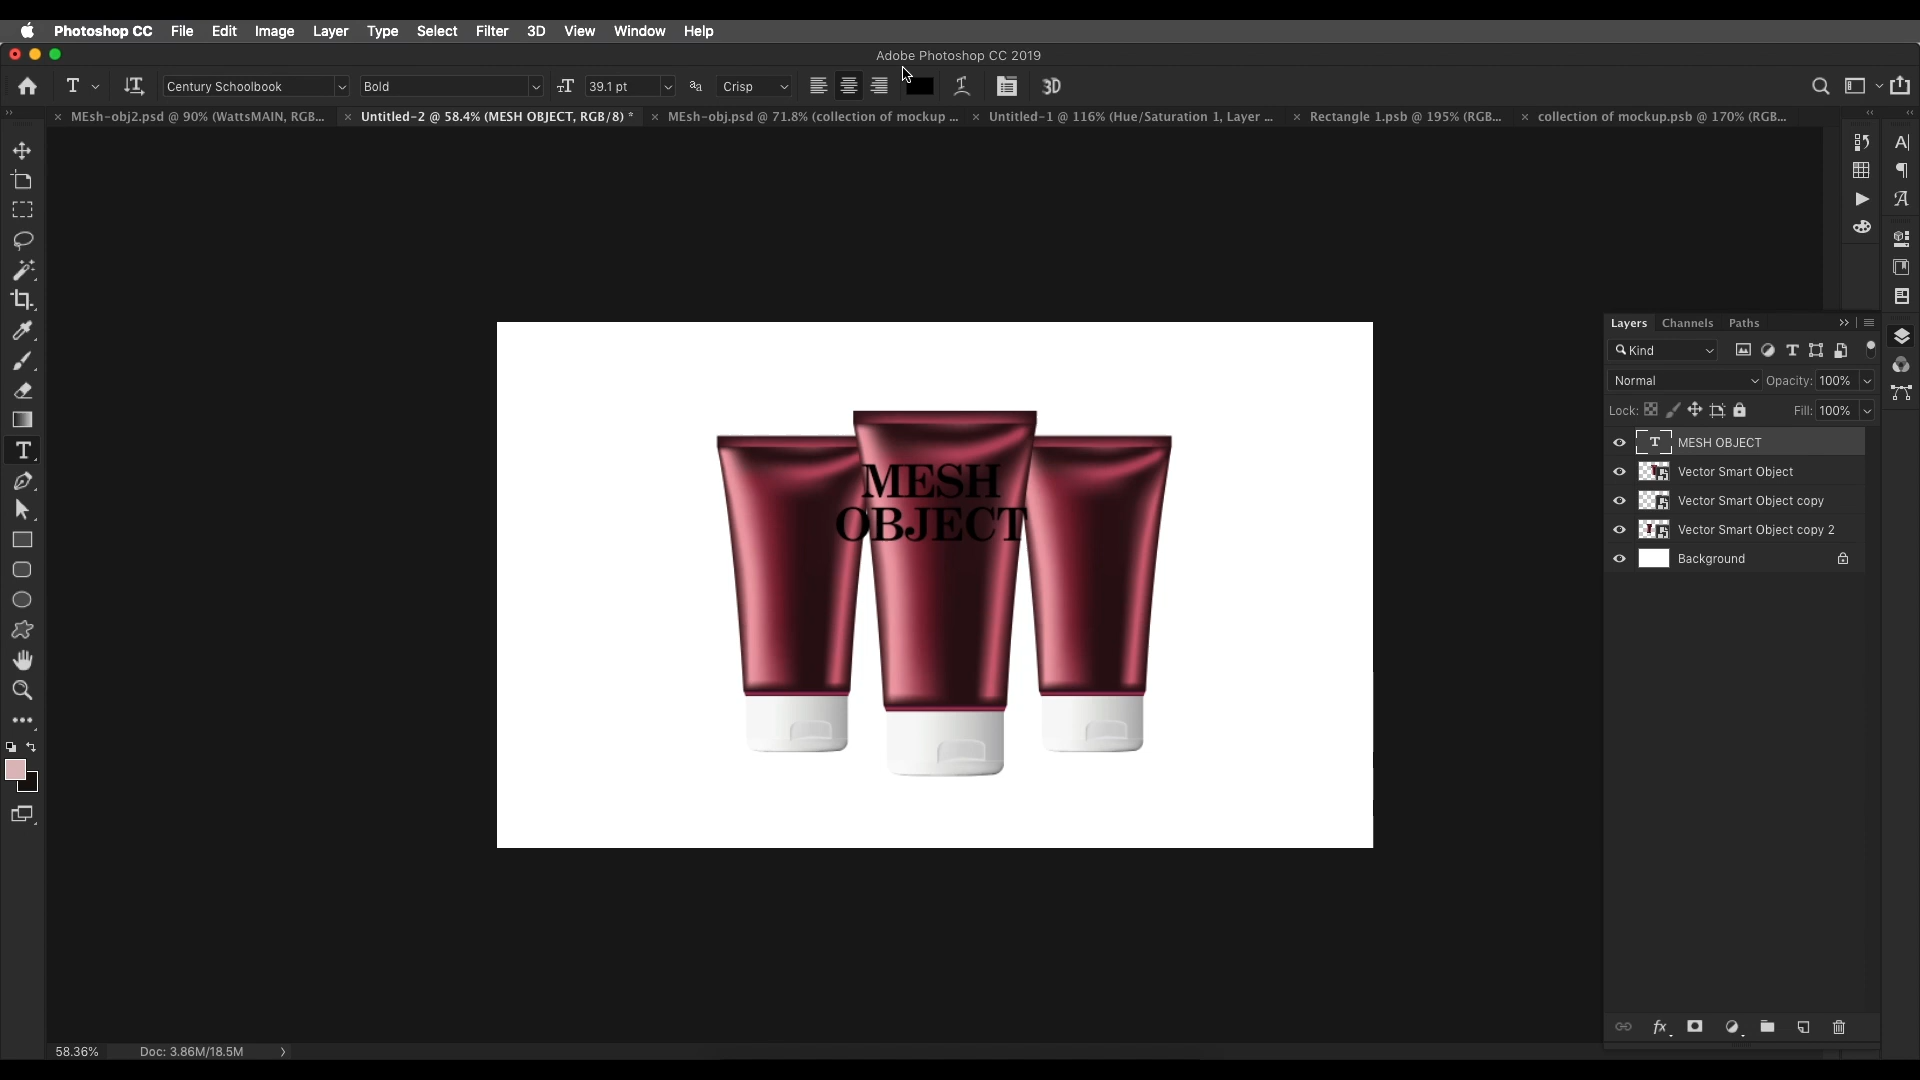 Photoshop CC File Edit Image Layer Type Select Filter 3D View Window Help
Adobe Photoshop CC 2019
Century Schoolbook Bold 39.1 pt Crisp 3D
MEsh-obj2.psd @ 90% (WattsMAIN, RGB... Untitled-2 @ 58.4% (MESH OBJECT, RGB/8) * MEsh-obj.psd @ 71.8% (collection of mockup ... Untitled-1 @ 116% (Hue/Saturation 1, Layer ... Rectangle 1.psb @ 195% (RGB... collection of mockup.psb @ 170% (RGB...
Layers Channels Paths
Kind
Normal Opacity: 100%
Lock: Fill: 100%
MESH OBJECT
Vector Smart Object
Vector Smart Object copy
Vector Smart Object copy 2
Background
MESH
OBJECT
58.36% Doc: 3.86M/18.5M